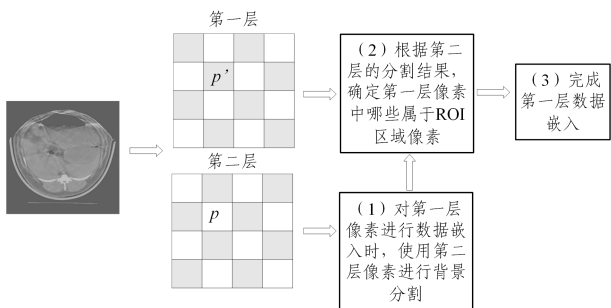 第一层
p’
第二层
p
（2）根据第二
层的分割结果，
确定第一层像素
中哪些属于ROI
区域像素
（3）完成
第一层数据
嵌入
（1）对第一层
像素进行数据嵌
入时，使用第二
层像素进行背景
分割